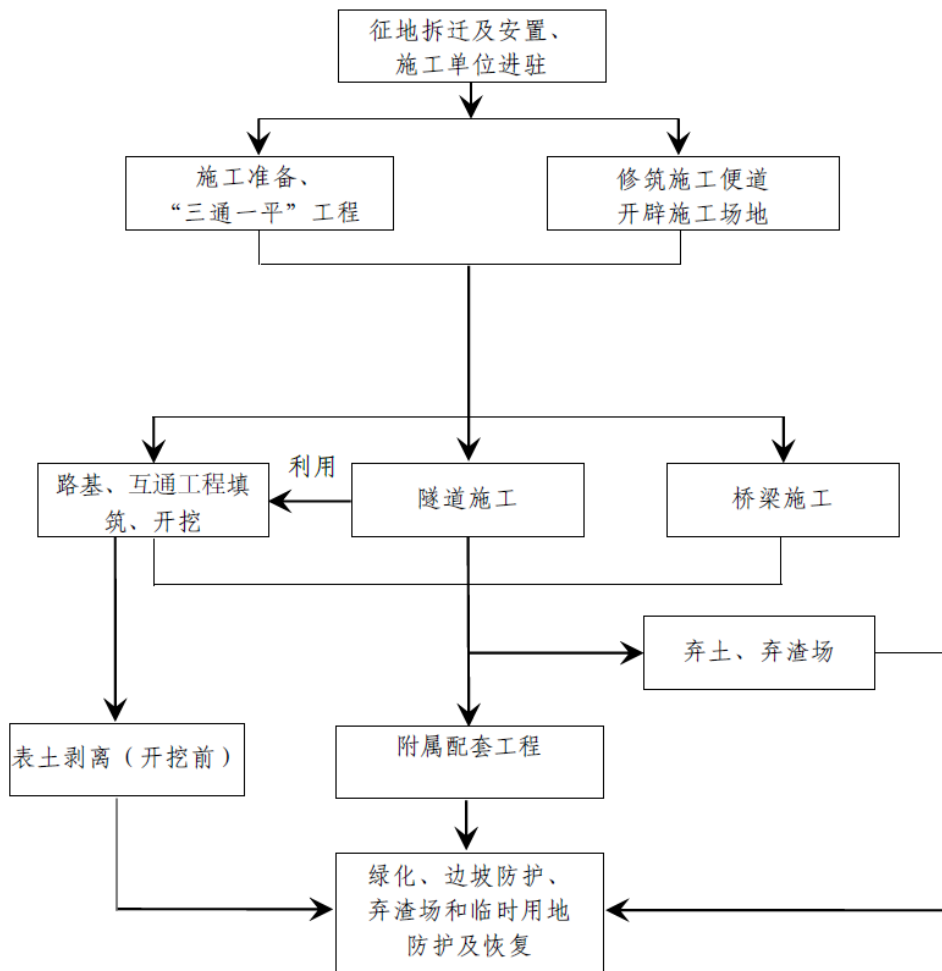 征地拆迁及安置、
施工单位进驻
施工准备、
“三通一平”工程
修筑施工便道
开辟施工场地
路基、互通工程填
筑、开挖
利用
隧道施工
桥梁施工
弃土、弃渣场
表土剥离（开挖前）
附属配套工程
绿化、边坡防护、
弃渣场和临时用地
防护及恢复